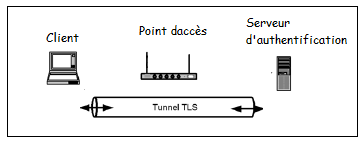 Client
Point daccès
Serveur
d'authentification
Tunnel TLS